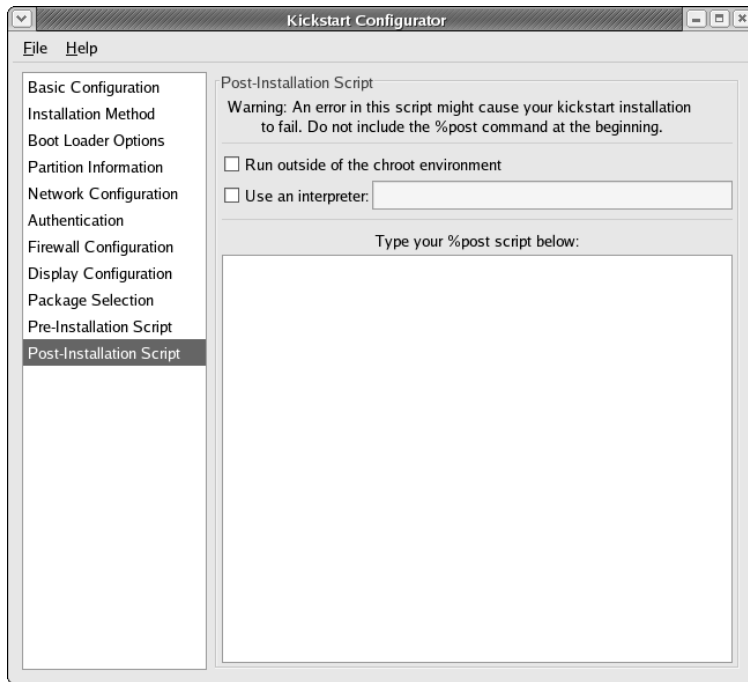 Kickstart Configurator
File Help
Basic Configuration
Installation Method
Boot Loader Options
Partition Information
Network Configuration
Authentication
Firewall Configuration
Display Configuration
Package Selection
Pre-Installation Script
Post-Installation Script
Post-Installation Script
Warning: An error in this script might cause your kickstart installation
to fail. Do not include the %post command at the beginning.
Run outside of the chroot environment
Use an interpreter:
Type your %post script below: